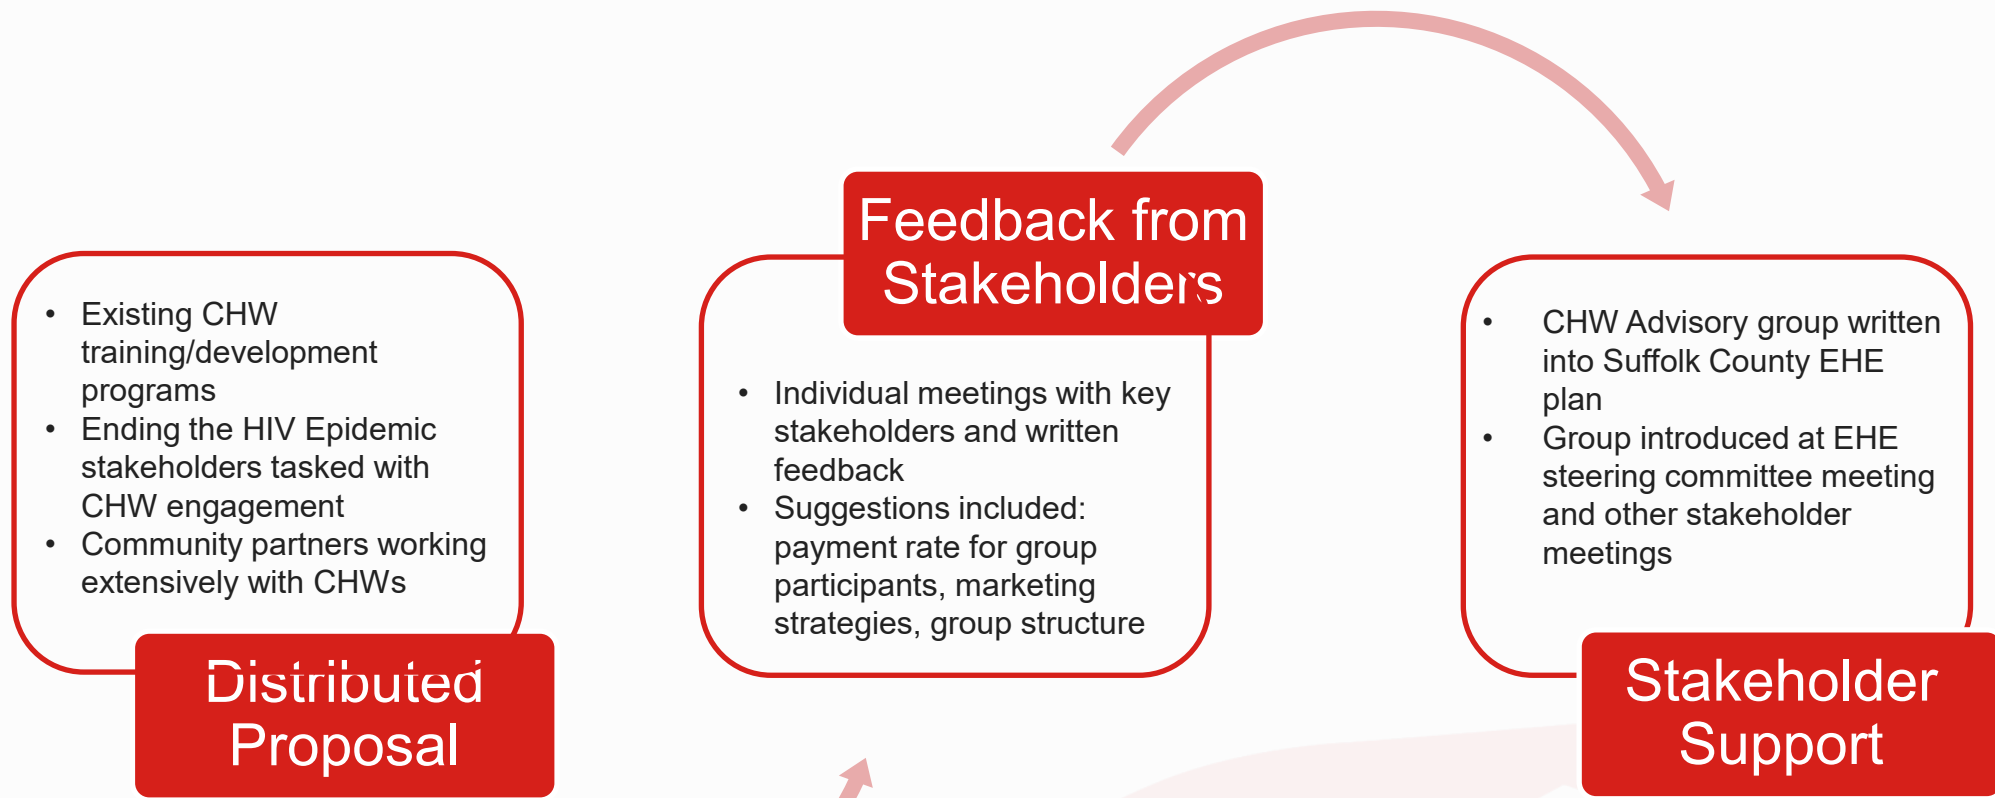 • Existing CHW
training/development
programs
• Ending the HIV Epidemic
stakeholders tasked with
CHW engagement
• Community partners working
extensively with CHWs
Distributed
Proposal
Feedback from
Stakeholders
• Individual meetings with key
stakeholders and written
feedback
• Suggestions included:
payment rate for group
participants, marketing
strategies, group structure
• CHW Advisory group written
into Suffolk County EHE
plan
• Group introduced at EHE
steering committee meeting
and other stakeholder
meetings
Stakeholder
Support